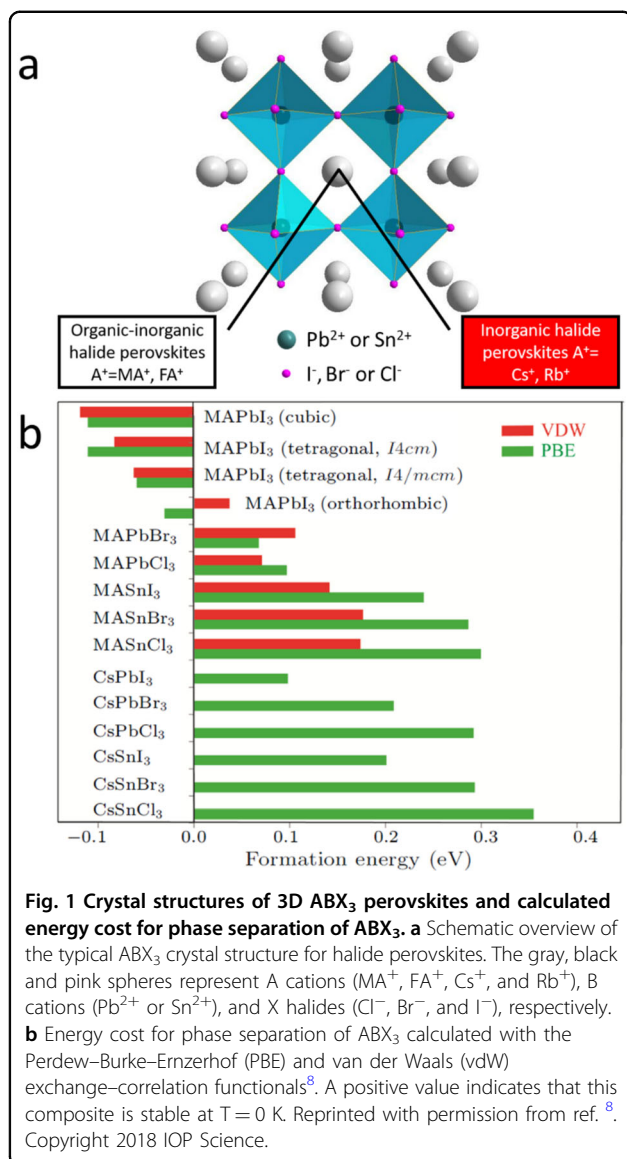 a
Organic-inorganic
halide perovskites
A⁺=MA⁺, FA⁺
Pb²⁺ or Sn²⁺
I⁻, Br⁻ or Cl⁻
Inorganic halide
perovskites A⁺=
Cs⁺, Rb⁺
b
VDW
PBE
MAPbI₃ (cubic)
MAPbI₃ (tetragonal, I4cm)
MAPbI₃ (tetragonal, I4/mcm)
MAPbI₃ (orthorhombic)
MAPbBr₃
MAPbCl₃
MASnI₃
MASnBr₃
MASnCl₃
CsPbI₃
CsPbBr₃
CsPbCl₃
CsSnI₃
CsSnBr₃
CsSnCl₃
−0.1 0.0 0.1 0.2 0.3 0.4
Formation energy (eV)
Fig. 1 Crystal structures of 3D ABX₃ perovskites and calculated
energy cost for phase separation of ABX₃. a Schematic overview of
the typical ABX₃ crystal structure for halide perovskites. The gray, black
and pink spheres represent A cations (MA⁺, FA⁺, Cs⁺, and Rb⁺), B
cations (Pb²⁺ or Sn²⁺), and X halides (Cl⁻, Br⁻, and I⁻), respectively.
b Energy cost for phase separation of ABX₃ calculated with the
Perdew–Burke–Ernzerhof (PBE) and van der Waals (vdW)
exchange–correlation functionals⁸. A positive value indicates that this
composite is stable at T = 0 K. Reprinted with permission from ref. ⁸.
Copyright 2018 IOP Science.